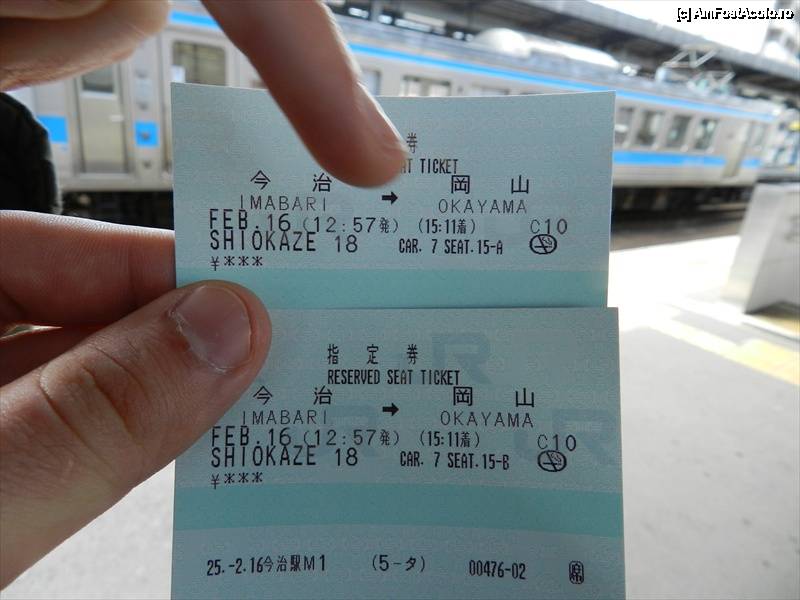 [c] AmFostAcolo.ro
券
AT TICKET
今治 ➡ 岡山
IMABARI OKAYAMA
FEB.16 (12:57発) (15:11着) C10
SHIOKAZE 18 CAR. 7 SEAT.15-A
¥***
指定券
RESERVED SEAT TICKET
今治 ➡ 岡山
IMABARI OKAYAMA
FEB.16 (12:57発) (15:11着) C10
SHIOKAZE 18 CAR. 7 SEAT.15-B
¥***
25.-2.16今治駅M1 (5-タ) 00476-02